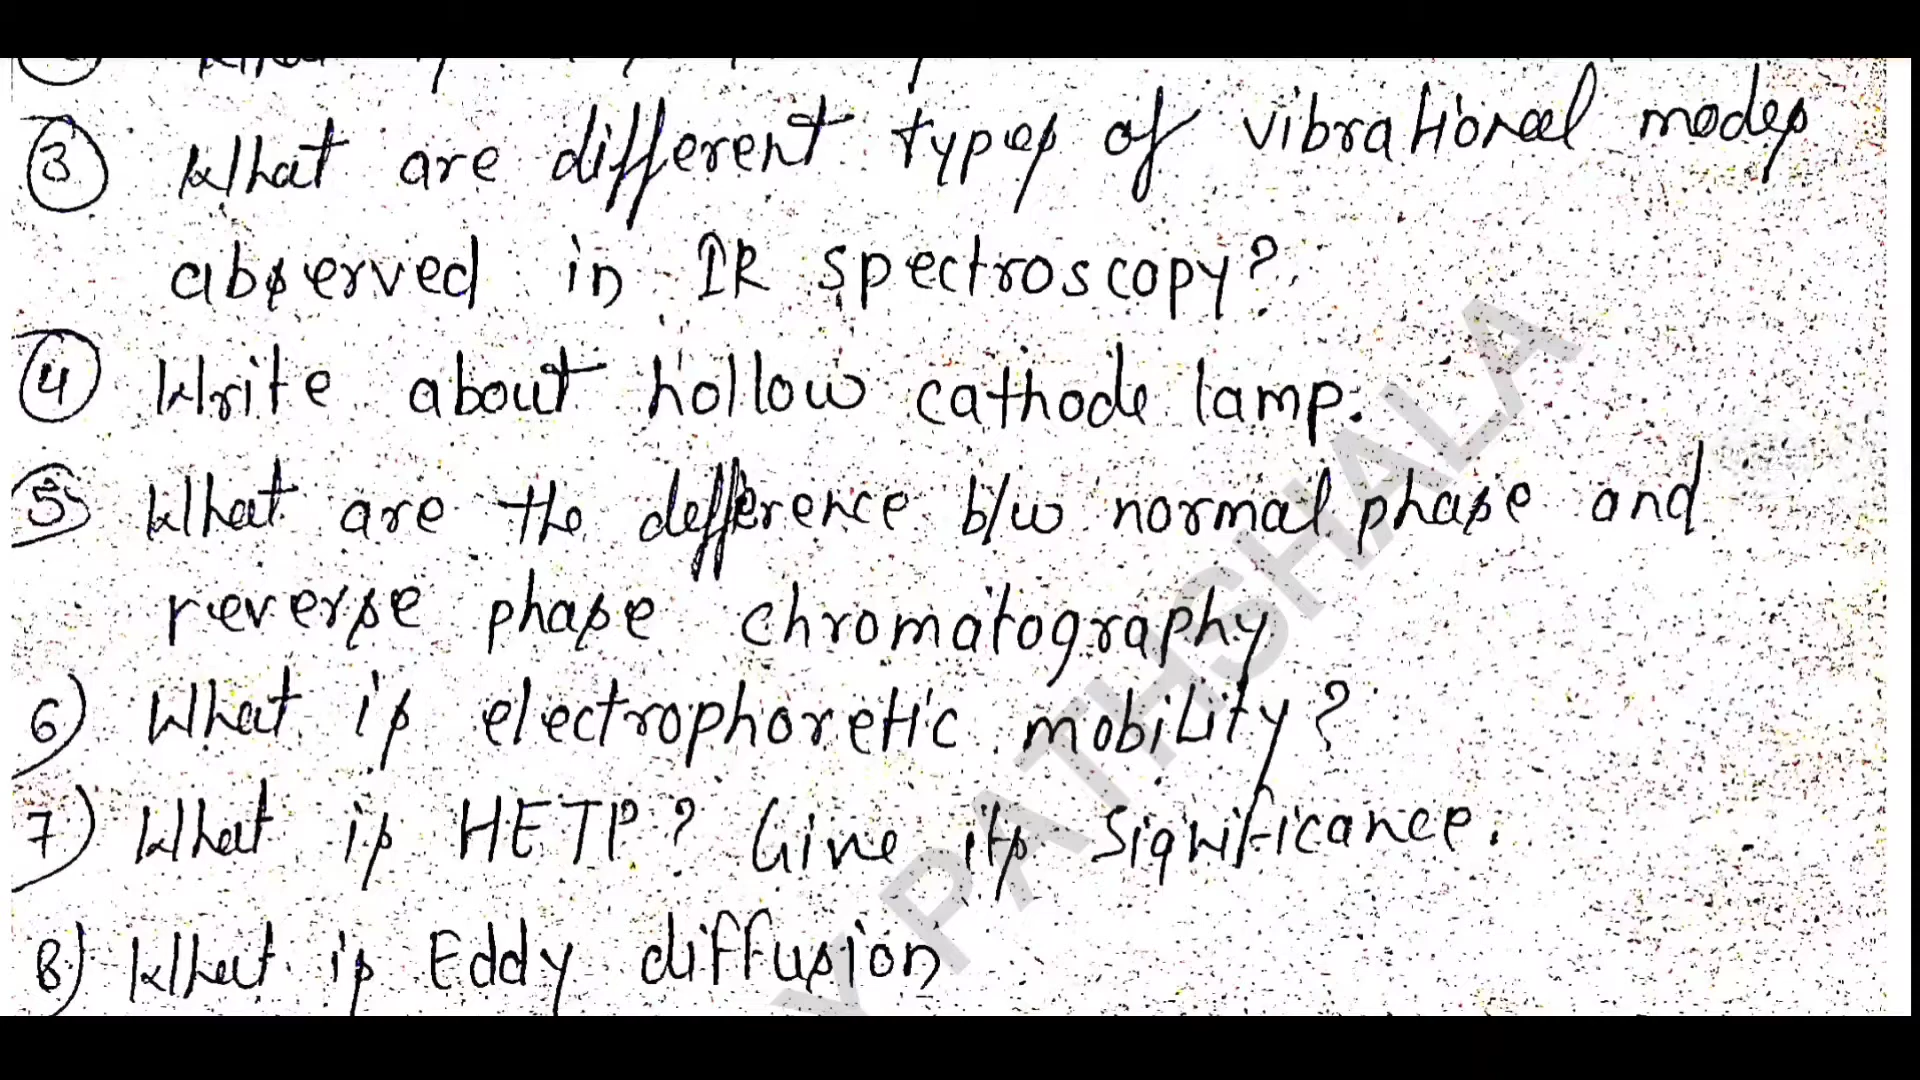 3 What are different types of vibrational modes
observed in IR spectroscopy?
4 Write about hollow cathode lamp.
5 What are the defference b/w normal phase and
reverse phase chromatography
6) What is electrophoretic mobility?
7) What is HETP? Give its significance.
8) What is Eddy diffusion
Y PATHSHALA